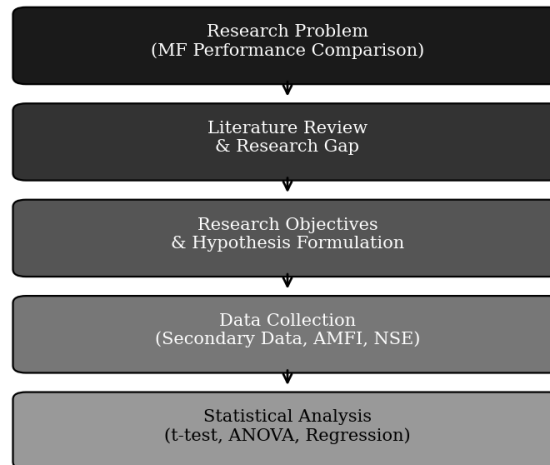 Research Problem
(MF Performance Comparison)
Literature Review
& Research Gap
Research Objectives
& Hypothesis Formulation
Data Collection
(Secondary Data, AMFI, NSE)
Statistical Analysis
(t-test, ANOVA, Regression)